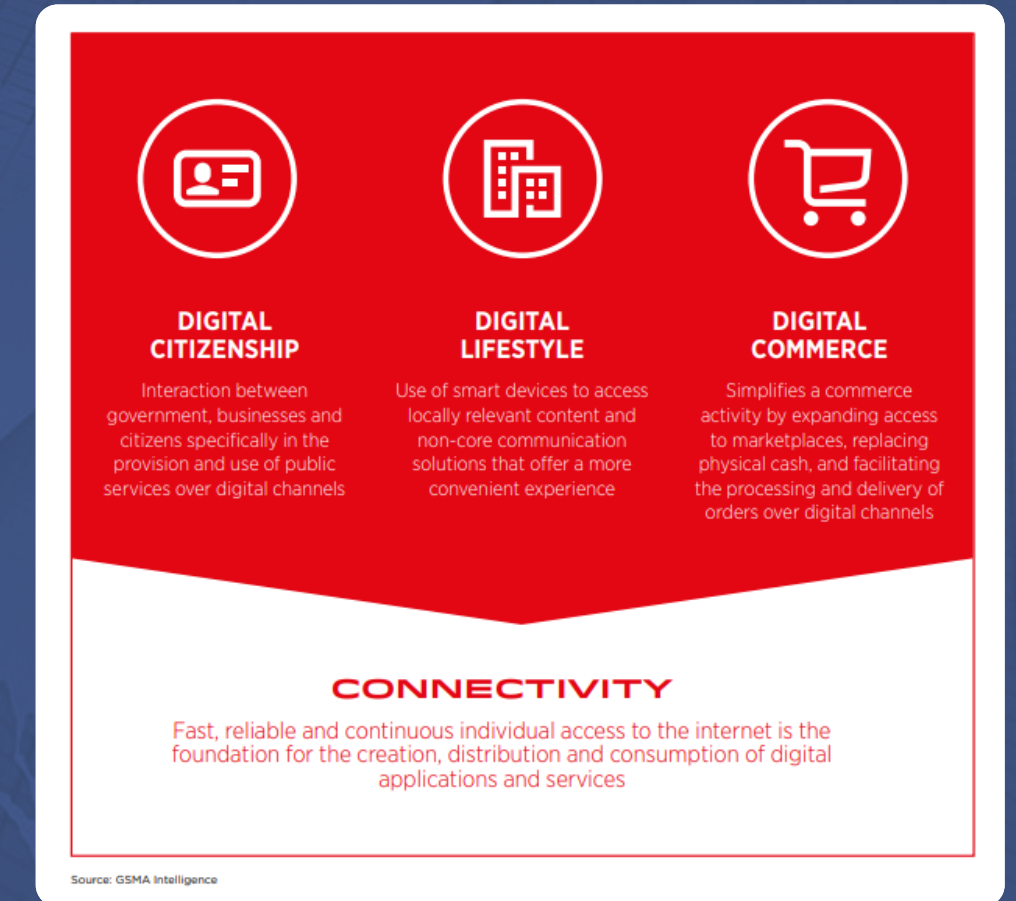 DIGITAL
CITIZENSHIP
Interaction between
government, businesses and
citizens specifically in the
provision and use of public
services over digital channels
DIGITAL
LIFESTYLE
Use of smart devices to access
locally relevant content and
non-core communication
solutions that offer a more
convenient experience
DIGITAL
COMMERCE
Simplifies a commerce
activity by expanding access
to marketplaces, replacing
physical cash, and facilitating
the processing and delivery of
orders over digital channels
CONNECTIVITY
Fast, reliable and continuous individual access to the internet is the
foundation for the creation, distribution and consumption of digital
applications and services
Source: GSMA Intelligence